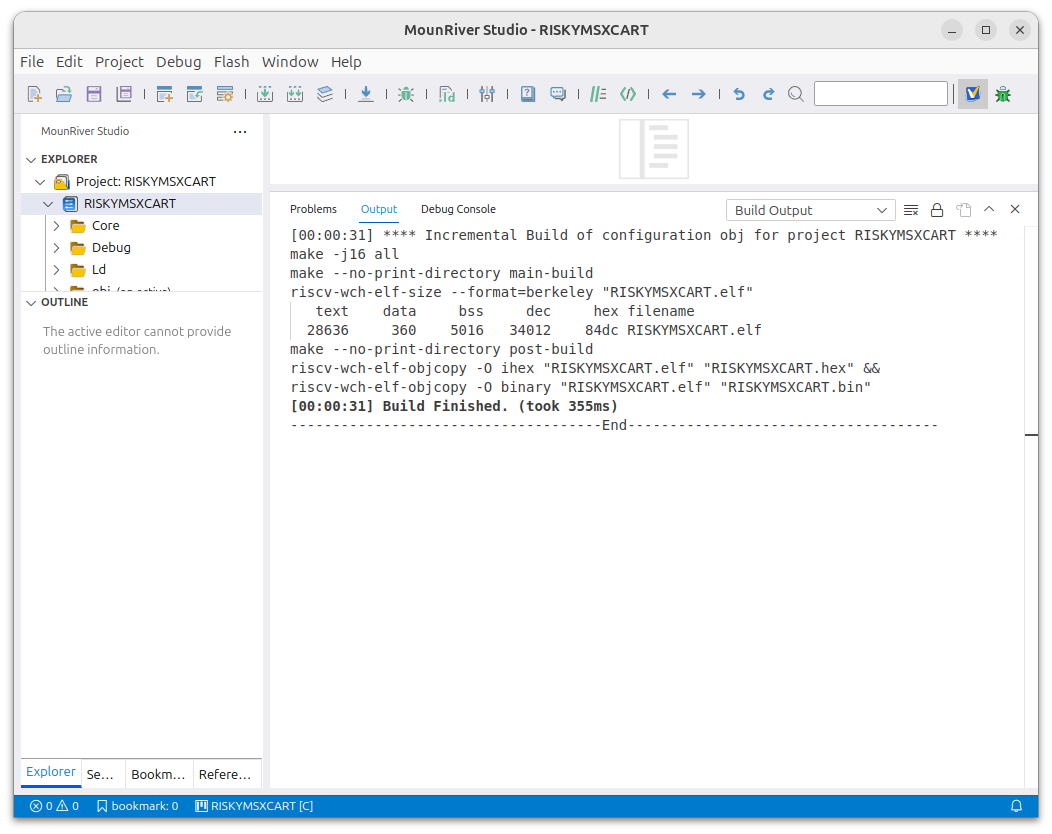 MounRiver Studio - RISKYMSXCART
File Edit Project Debug Flash Window Help
MounRiver Studio
EXPLORER
Project: RISKYMSXCART
RISKYMSXCART
Core
Debug
Ld
OUTLINE
The active editor cannot provide
outline information.
Explorer Se... Bookm... Refere...
Problems Output Debug Console Build Output
[00:00:31] **** Incremental Build of configuration obj for project RISKYMSXCART ****
make -j16 all
make --no-print-directory main-build
riscv-wch-elf-size --format=berkeley "RISKYMSXCART.elf"
text data bss dec hex filename
28636 360 5016 34012 84dc RISKYMSXCART.elf
make --no-print-directory post-build
riscv-wch-elf-objcopy -O ihex "RISKYMSXCART.elf" "RISKYMSXCART.hex" &&
riscv-wch-elf-objcopy -O binary "RISKYMSXCART.elf" "RISKYMSXCART.bin"
[00:00:31] Build Finished. (took 355ms)
-------------------------------------End-------------------------------------
0 0 bookmark: 0 RISKYMSXCART [C]